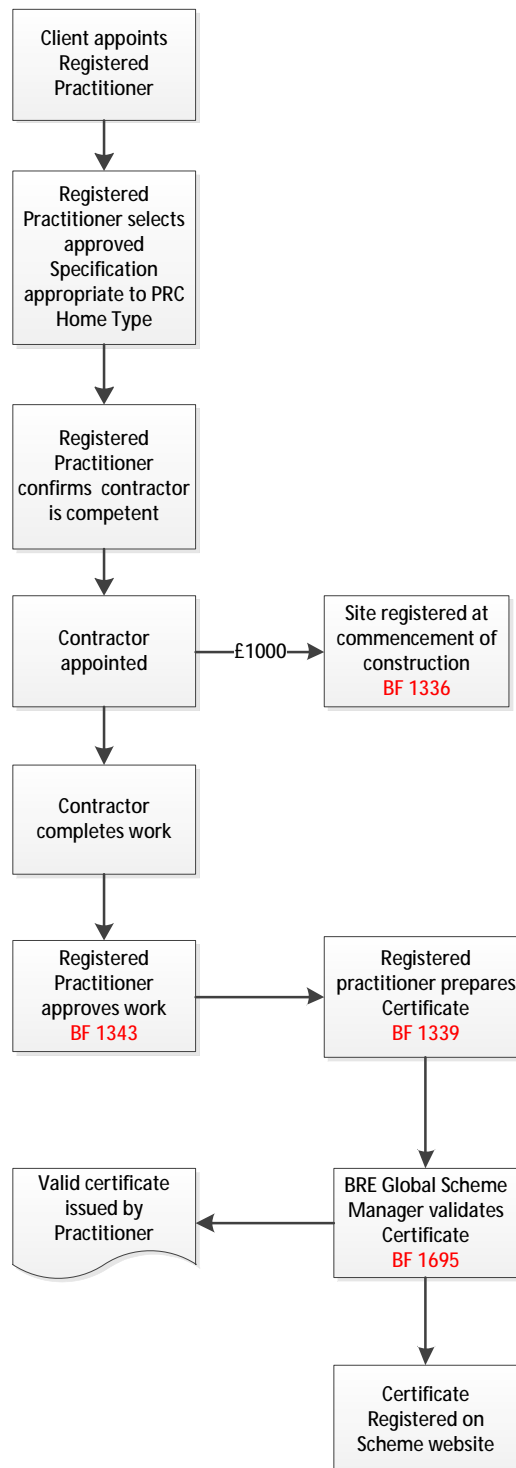 Client appoints
Registered
Practitioner
Registered
Practitioner selects
approved
Specification
appropriate to PRC
Home Type
Registered
Practitioner
confirms contractor
is competent
Contractor
appointed
£1000
Site registered at
commencement of
construction
BF 1336
Contractor
completes work
Registered
Practitioner
approves work
BF 1343
Registered
practitioner prepares
Certificate
BF 1339
Valid certificate
issued by
Practitioner
BRE Global Scheme
Manager validates
Certificate
BF 1695
Certificate
Registered on
Scheme website